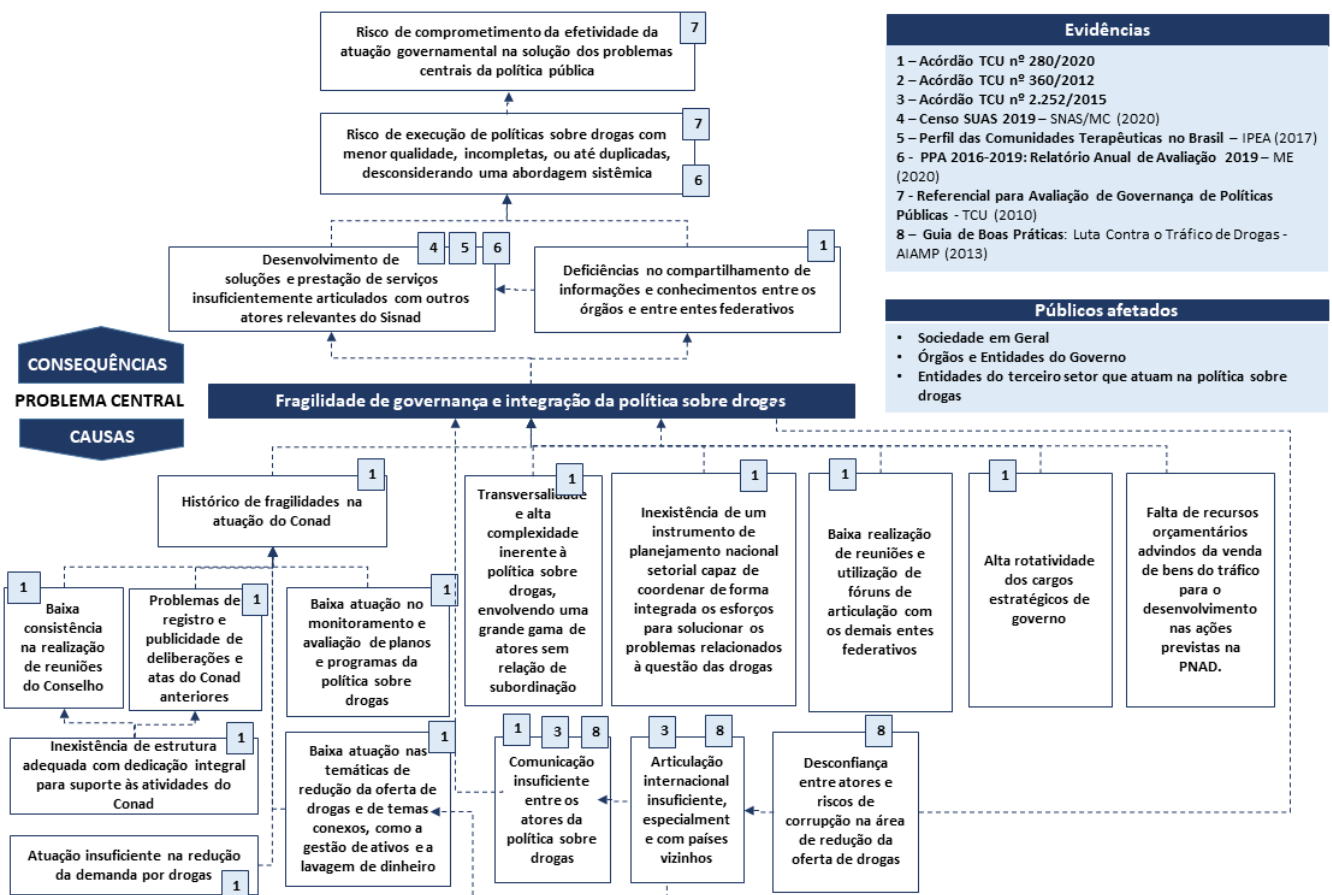 Risco de comprometimento da efetividade da
atuação governamental na solução dos problemas
centrais da política pública
7
Risco de execução de políticas sobre drogas com
menor qualidade, incompletas, ou até duplicadas,
desconsiderando uma abordagem sistêmica
7
6
Desenvolvimento de
soluções e prestação de serviços
insuficientemente articulados com outros
atores relevantes do Sisnad
4
5
6
Deficiências no compartilhamento de
informações e conhecimentos entre os
órgãos e entre entes federativos
1
Evidências
1 – Acórdão TCU nº 280/2020
2 – Acórdão TCU nº 360/2012
3 – Acórdão TCU nº 2.252/2015
4 – Censo SUAS 2019 – SNAS/MC (2020)
5 – Perfil das Comunidades Terapêuticas no Brasil – IPEA (2017)
6 - PPA 2016-2019: Relatório Anual de Avaliação 2019 – ME
(2020)
7 - Referencial para Avaliação de Governança de Políticas
Públicas - TCU (2010)
8 – Guia de Boas Práticas: Luta Contra o Tráfico de Drogas -
AIAMP (2013)
Públicos afetados
• Sociedade em Geral
• Órgãos e Entidades do Governo
• Entidades do terceiro setor que atuam na política sobre
drogas
CONSEQUÊNCIAS
PROBLEMA CENTRAL
CAUSAS
Fragilidade de governança e integração da política sobre drogas
Histórico de fragilidades na
atuação do Conad
1
Transversalidade
e alta
complexidade
inerente à
política sobre
drogas,
envolvendo uma
grande gama de
atores sem
relação de
subordinação
1
Inexistência de um
instrumento de
planejamento nacional
setorial capaz de
coordenar de forma
integrada os esforços
para solucionar os
problemas relacionados
à questão das drogas
1
Baixa realização
de reuniões e
utilização de
fóruns de
articulação com
os demais entes
federativos
1
Alta rotatividade
dos cargos
estratégicos de
governo
1
Falta de recursos
orçamentários
advindos da venda
de bens do tráfico
para o
desenvolvimento
nas ações
previstas na
PNAD.
1
Baixa
consistência
na realização
de reuniões
do Conselho
Problemas de
registro e
publicidade de
deliberações e
atas do Conad
anteriores
1
Baixa atuação no
monitoramento e
avaliação de planos
e programas da
política sobre
drogas
1
Inexistência de estrutura
adequada com dedicação integral
para suporte às atividades do
Conad
1
Baixa atuação nas
temáticas de
redução da oferta de
drogas e de temas
conexos, como a
gestão de ativos e a
lavagem de dinheiro
1
1
3
8
Comunicação
insuficiente
entre os
atores da
política sobre
drogas
3
8
Articulação
internacional
insuficiente,
especialment
e com países
vizinhos
8
Desconfiança
entre atores e
riscos de
corrupção na área
de redução da
oferta de drogas
Atuação insuficiente na redução
da demanda por drogas
1